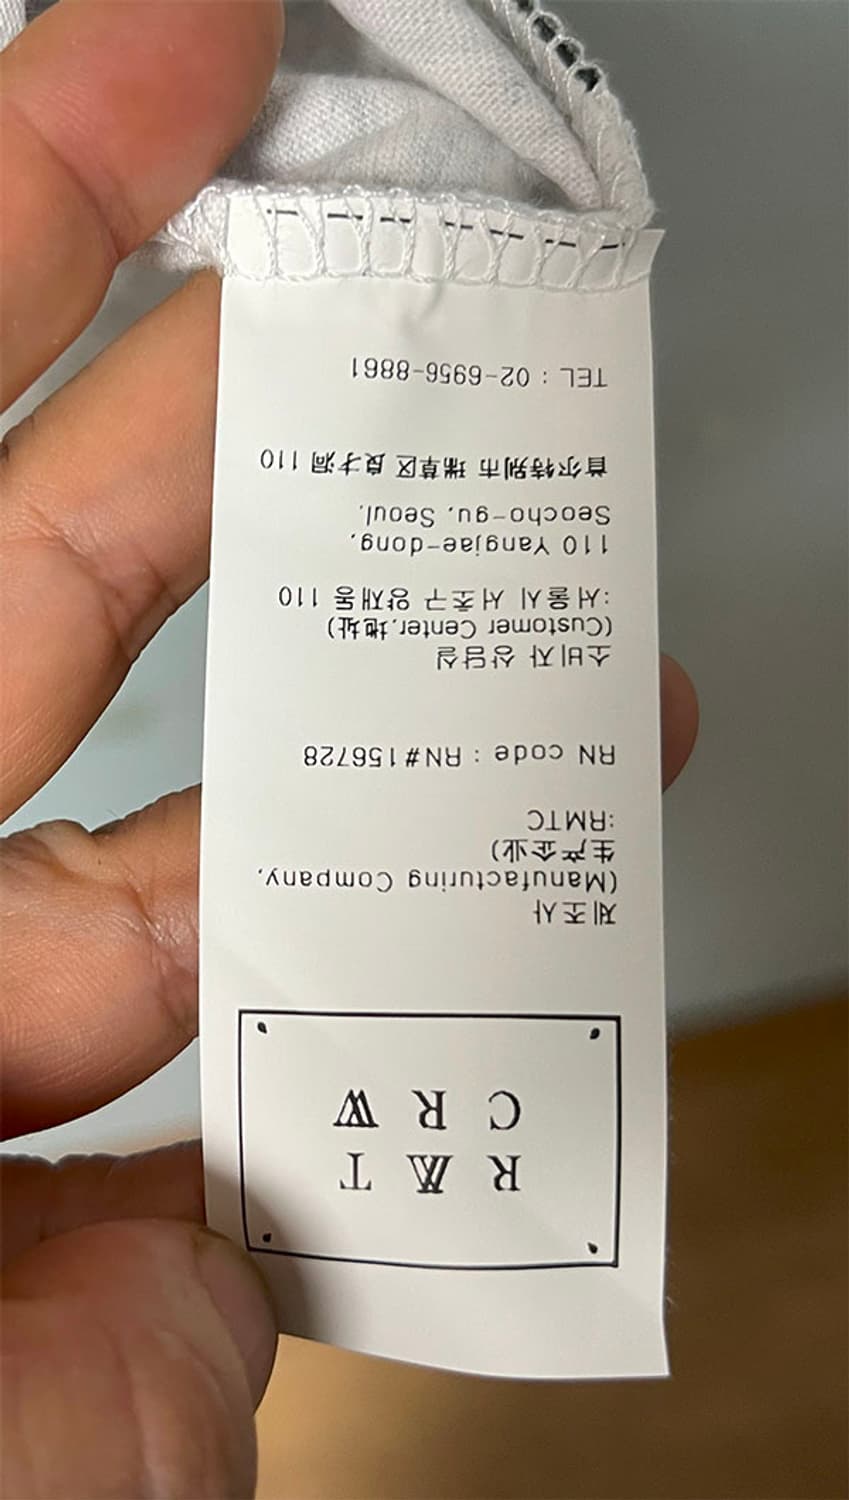 R M T
C R W
제조사
(Manufacturing Company,
生产企业)
:RMTC
RN code : RN#156728
소비자 상담실
(Customer Center,地址)
:서울시 서초구 양재동 110
110 Yangjae-dong,
Seocho-gu, Seoul.
首尔特别市 瑞草区 良才洞 110
TEL : 02-6956-8861